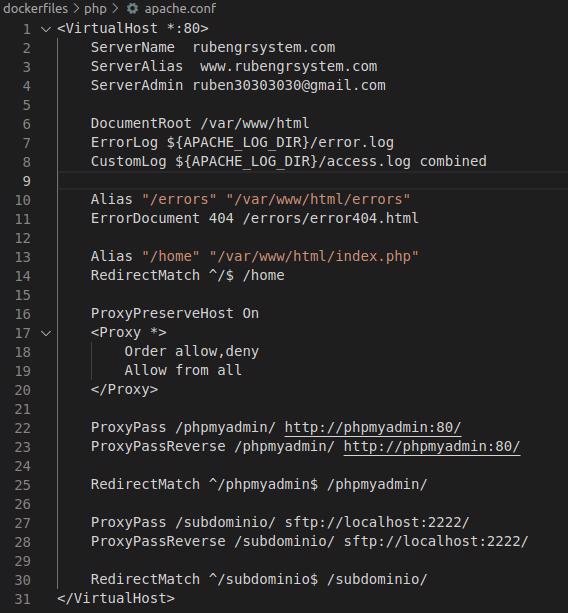 dockerfiles > php > apache.conf
1 <VirtualHost *:80>
2 ServerName rubengrsystem.com
3 ServerAlias www.rubengrsystem.com
4 ServerAdmin ruben30303030@gmail.com
5
6 DocumentRoot /var/www/html
7 ErrorLog ${APACHE_LOG_DIR}/error.log
8 CustomLog ${APACHE_LOG_DIR}/access.log combined
9
10 Alias "/errors" "/var/www/html/errors"
11 ErrorDocument 404 /errors/error404.html
12
13 Alias "/home" "/var/www/html/index.php"
14 RedirectMatch ^/$ /home
15
16 ProxyPreserveHost On
17 <Proxy *>
18 Order allow,deny
19 Allow from all
20 </Proxy>
21
22 ProxyPass /phpmyadmin/ http://phpmyadmin:80/
23 ProxyPassReverse /phpmyadmin/ http://phpmyadmin:80/
24
25 RedirectMatch ^/phpmyadmin$ /phpmyadmin/
26
27 ProxyPass /subdominio/ sftp://localhost:2222/
28 ProxyPassReverse /subdominio/ sftp://localhost:2222/
29
30 RedirectMatch ^/subdominio$ /subdominio/
31 </VirtualHost>